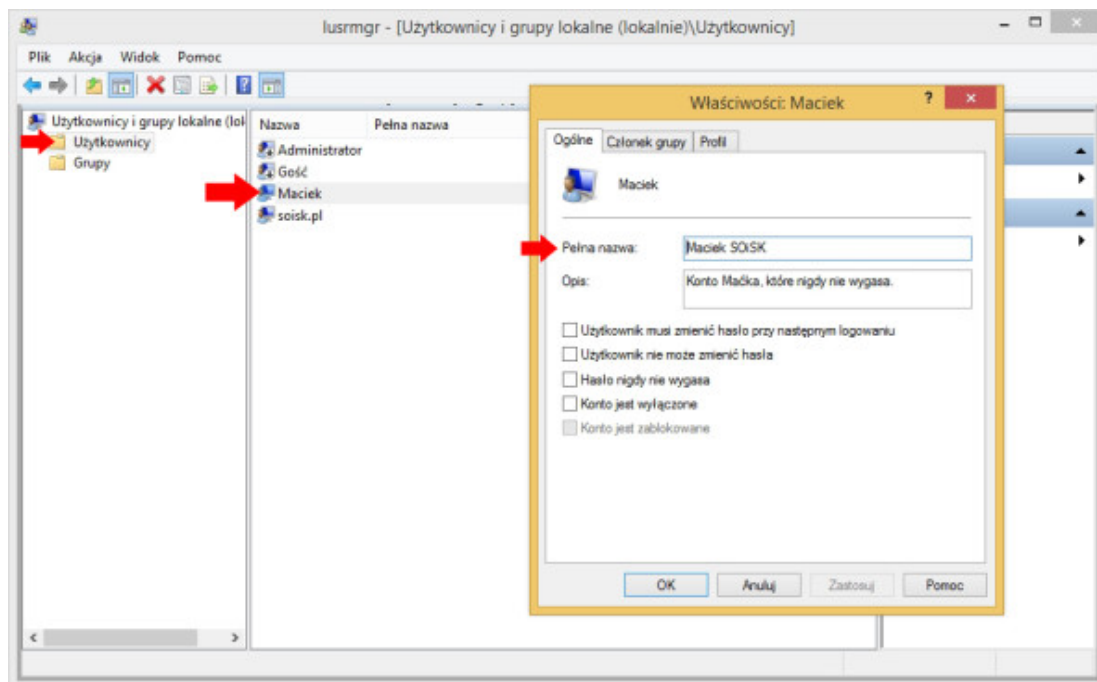 lusrmgr - [Użytkownicy i grupy lokalne (lokalnie)\Użytkownicy]
Plik Akcja Widok Pomoc
Użytkownicy i grupy lokalne (lok
Użytkownicy
Grupy
Nazwa Pełna nazwa
Administrator
Gość
Maciek
soisk.pl
Właściwości: Maciek
Ogólne Członek grupy Profil
Maciek
Pełna nazwa: Maciek SOiSK
Opis: Konto Maćka, które nigdy nie wygasa.
Użytkownik musi zmienić hasło przy następnym logowaniu
Użytkownik nie może zmienić hasła
Hasło nigdy nie wygasa
Konto jest wyłączone
Konto jest zablokowane
OK Anuluj Zastosuj Pomoc